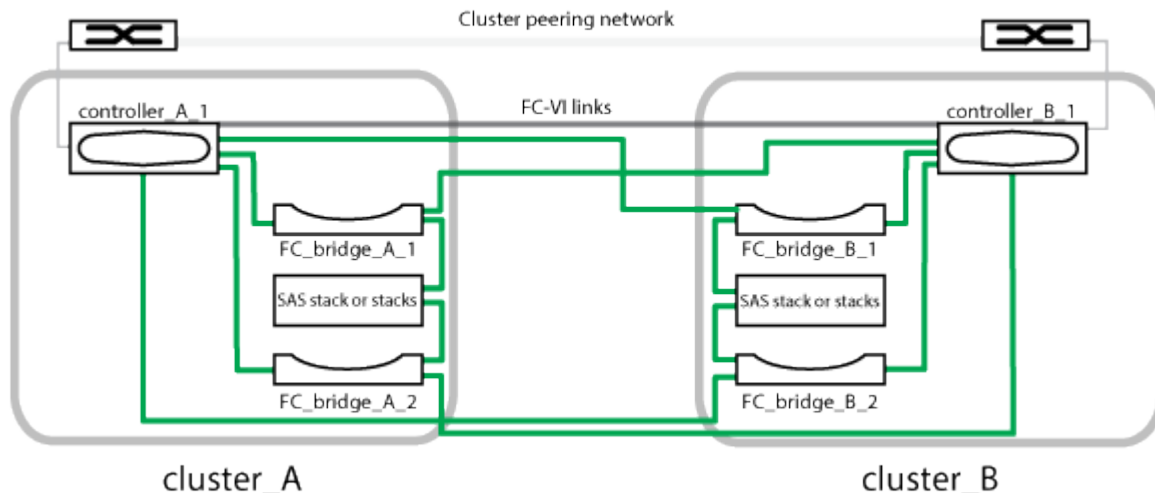 Cluster peering network
controller_A_1
FC-VI links
controller_B_1
FC_bridge_A_1
FC_bridge_B_1
SAS stack or stacks
SAS stack or stacks
FC_bridge_A_2
FC_bridge_B_2
cluster_A
cluster_B